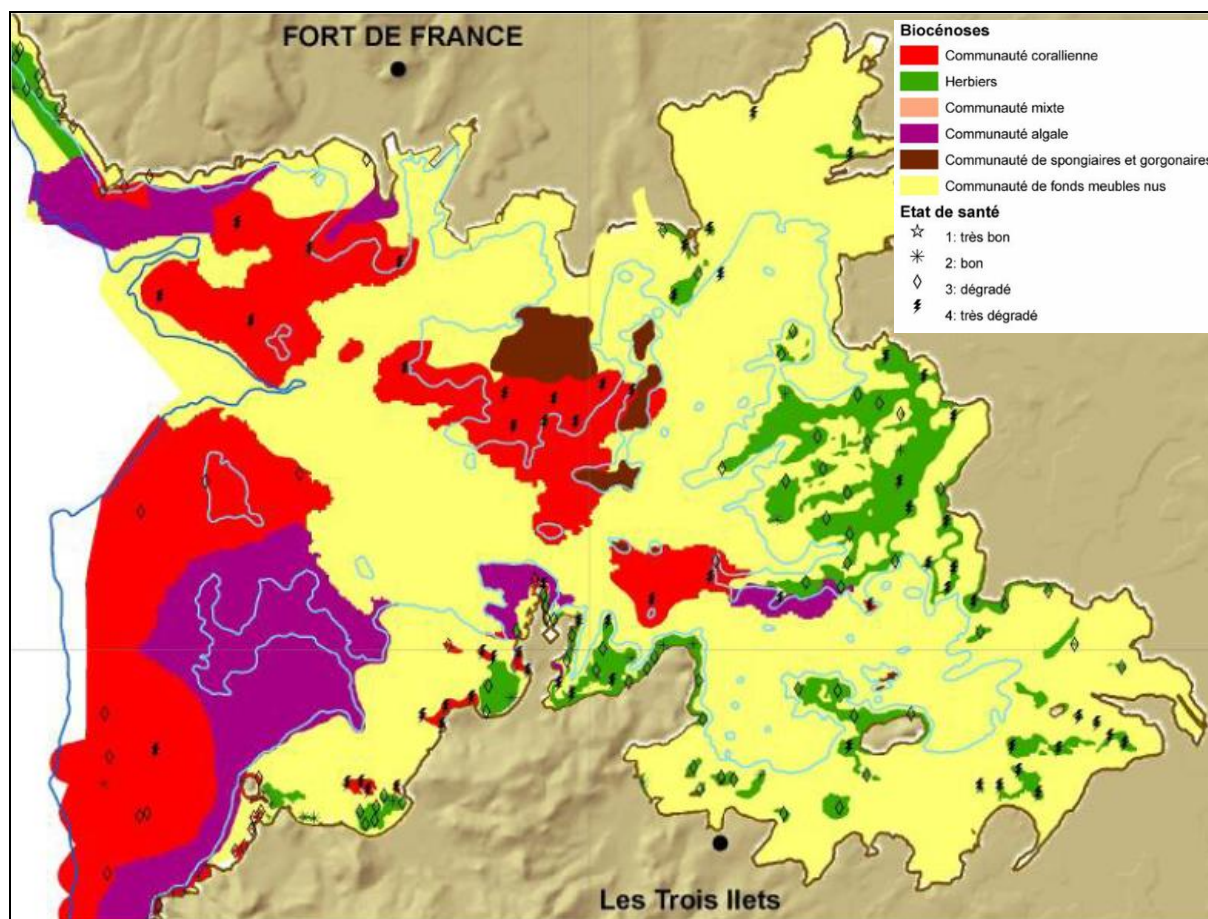 FORT DE FRANCE
Biocénoses
Communauté corallienne
Herbiers
Communauté mixte
Communauté algale
Communauté de spongiaires et gorgonaires
Communauté de fonds meubles nus
Etat de santé
1: très bon
2: bon
3: dégradé
4: très dégradé
Les Trois Ilets